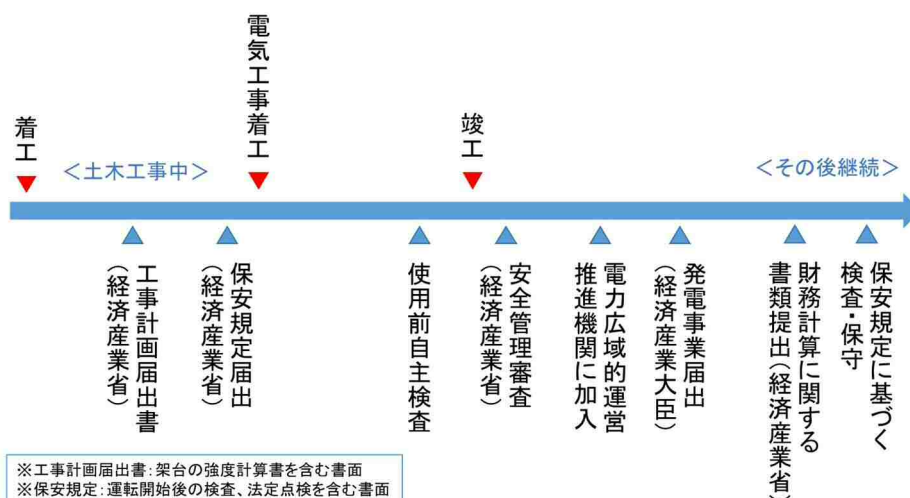 着工
＜土木工事中＞
電気工事着工
竣工
＜その後継続＞
工事計画届出書
（経済産業省）
保安規定届出
（経済産業省）
使用前自主検査
安全管理審査
（経済産業省）
電力広域的運営
推進機関に加入
発電事業届出
（経済産業大臣）
財務計算に関する
書類提出（経済産業省）
保安規定に基づく
検査・保守
※工事計画届出書：架台の強度計算書を含む書面
※保安規定：運転開始後の検査、法定点検を含む書面